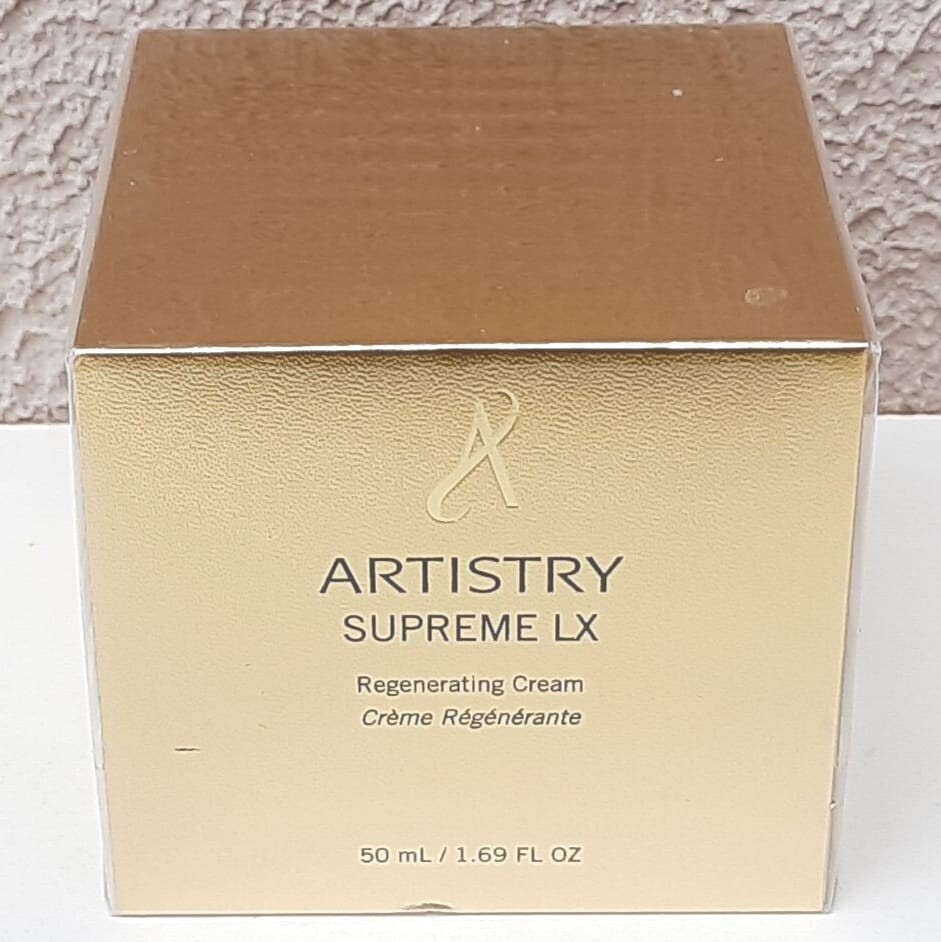 ARTISTRY
SUPREME LX
Regenerating Cream
Crème Régénérante
50 mL / 1.69 FL OZ